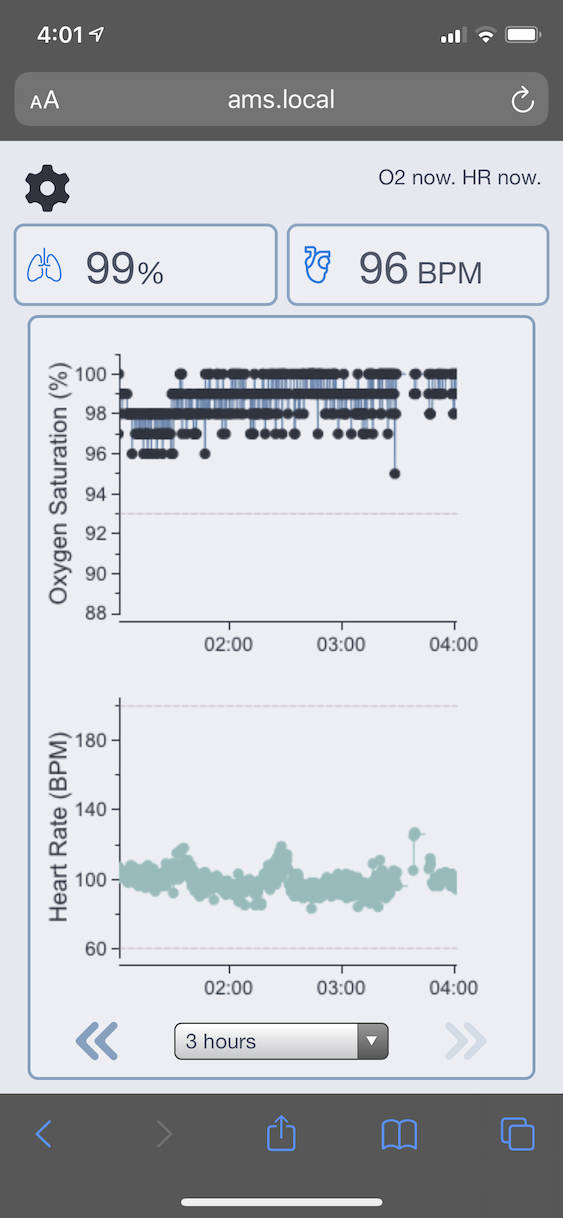 4:01
AA ams.local
O2 now. HR now.
99%
96 BPM
Oxygen Saturation (%)
100
98
96
94
92
90
88
02:00 03:00 04:00
Heart Rate (BPM)
180
140
100
60
02:00 03:00 04:00
3 hours